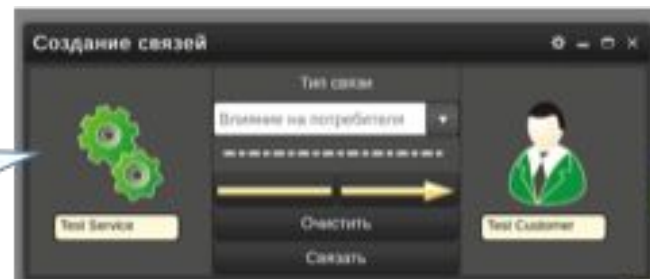 Создание связей
Тип связи
Влияние на потребителя
Test Service
Test Customer
Очистить
Связать